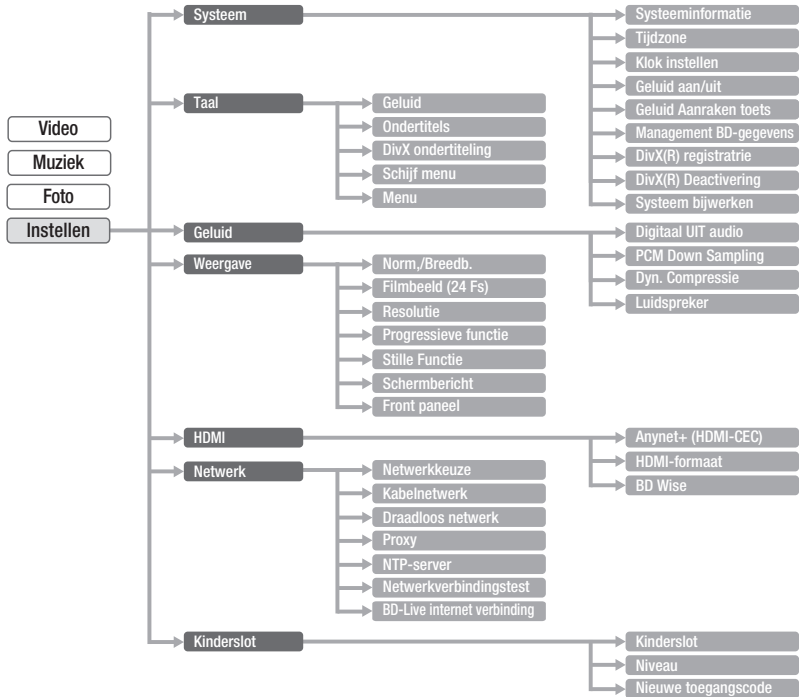 Video
Muziek
Foto
Instellen
Systeem
Systeeminformatie
Tijdzone
Klok instellen
Geluid aan/uit
Geluid Aanraken toets
Management BD-gegevens
DivX(R) registratrie
DivX(R) Deactivering
Systeem bijwerken
Taal
Geluid
Ondertitels
DivX ondertiteling
Schijf menu
Menu
Geluid
Digitaal UIT audio
PCM Down Sampling
Dyn. Compressie
Luidspreker
Weergave
Norm,/Breedb.
Filmbeeld (24 Fs)
Resolutie
Progressieve functie
Stille Functie
Schermbericht
Front paneel
HDMI
Anynet+ (HDMI-CEC)
HDMI-formaat
BD Wise
Netwerk
Netwerkkeuze
Kabelnetwerk
Draadloos netwerk
Proxy
NTP-server
Netwerkverbindingstest
BD-Live internet verbinding
Kinderslot
Kinderslot
Niveau
Nieuwe toegangscode